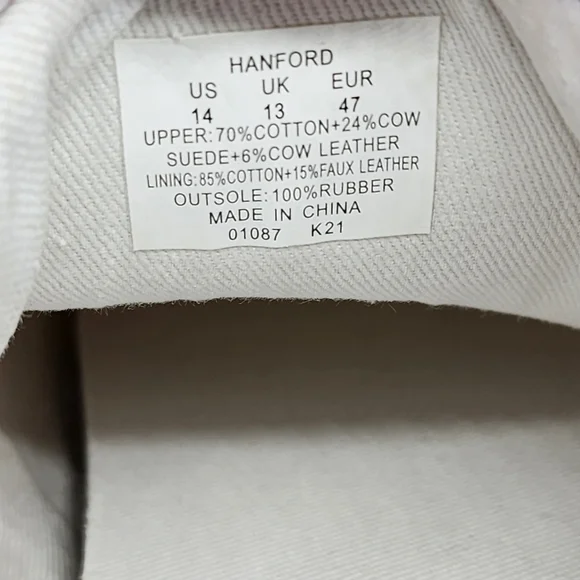 HANFORD
US UK EUR
14 13 47
UPPER:70%COTTON+24%COW
SUEDE+6%COW LEATHER
LINING:85%COTTON+15%FAUX LEATHER
OUTSOLE:100%RUBBER
MADE IN CHINA
01087 K21